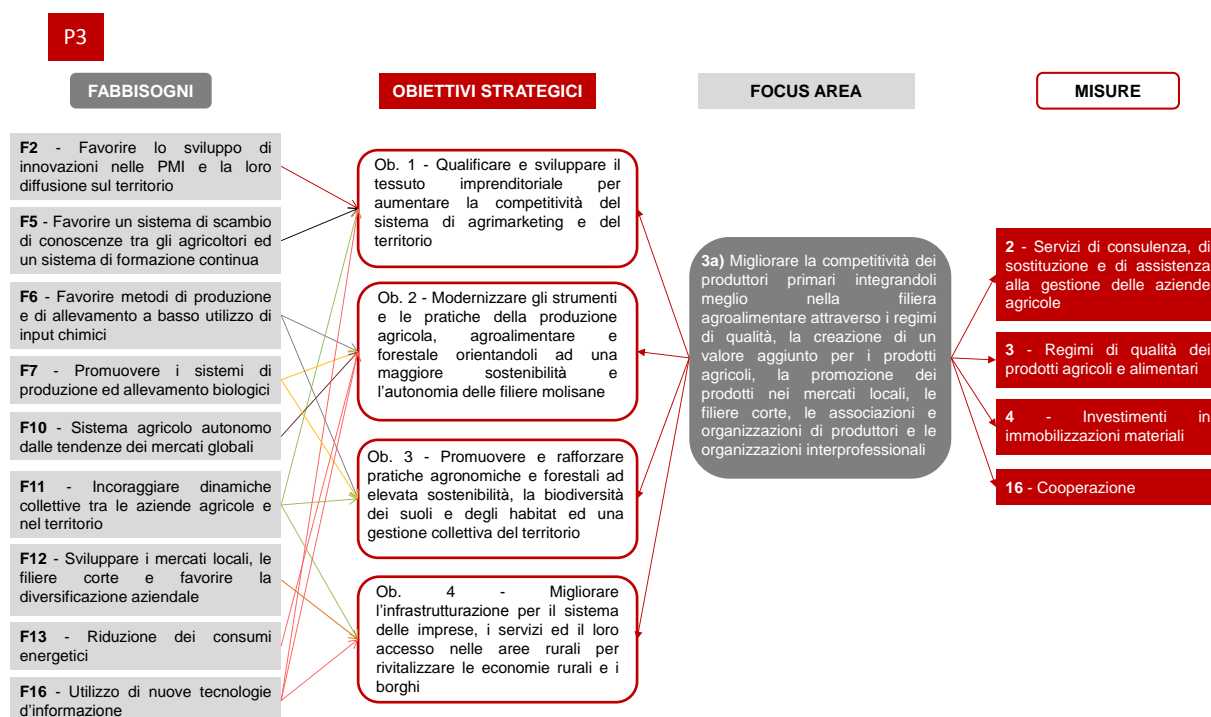 P3
FABBISOGNI
OBIETTIVI STRATEGICI
FOCUS AREA
MISURE
F2 - Favorire lo sviluppo di
innovazioni nelle PMI e la loro
diffusione sul territorio
F5 - Favorire un sistema di scambio
di conoscenze tra gli agricoltori ed
un sistema di formazione continua
F6 - Favorire metodi di produzione
e di allevamento a basso utilizzo di
input chimici
F7 - Promuovere i sistemi di
produzione ed allevamento biologici
F10 - Sistema agricolo autonomo
dalle tendenze dei mercati globali
F11 - Incoraggiare dinamiche
collettive tra le aziende agricole e
nel territorio
F12 - Sviluppare i mercati locali, le
filiere corte e favorire la
diversificazione aziendale
F13 - Riduzione dei consumi
energetici
F16 - Utilizzo di nuove tecnologie
d'informazione
Ob. 1 - Qualificare e sviluppare il
tessuto imprenditoriale per
aumentare la competitività del
sistema di agrimarketing e del
territorio
Ob. 2 - Modernizzare gli strumenti
e le pratiche della produzione
agricola, agroalimentare e
forestale orientandoli ad una
maggiore sostenibilità e
l'autonomia delle filiere molisane
Ob. 3 - Promuovere e rafforzare
pratiche agronomiche e forestali ad
elevata sostenibilità, la biodiversità
dei suoli e degli habitat ed una
gestione collettiva del territorio
Ob. 4 - Migliorare
l'infrastrutturazione per il sistema
delle imprese, i servizi ed il loro
accesso nelle aree rurali per
rivitalizzare le economie rurali e i
borghi
3a) Migliorare la competitività dei
produttori primari integrandoli
meglio nella filiera
agroalimentare attraverso i regimi
di qualità, la creazione di un
valore aggiunto per i prodotti
agricoli, la promozione dei
prodotti nei mercati locali, le
filiere corte, le associazioni e
organizzazioni di produttori e le
organizzazioni interprofessionali
2 - Servizi di consulenza, di
sostituzione e di assistenza
alla gestione delle aziende
agricole
3 - Regimi di qualità dei
prodotti agricoli e alimentari
4 - Investimenti in
immobilizzazioni materiali
16 - Cooperazione